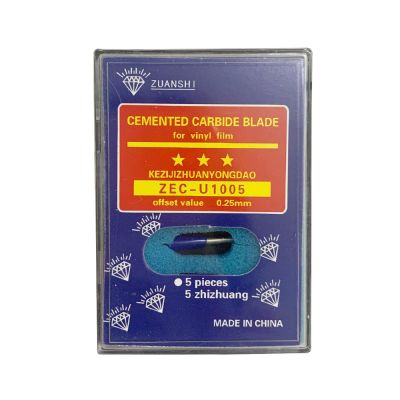 ZUANSHI
CEMENTED CARBIDE BLADE
for vinyl film
KEZIJIZHUANYONGDAO
ZEC-U1005
offset value 0.25mm
5 pieces
5 zhizhuang
MADE IN CHINA